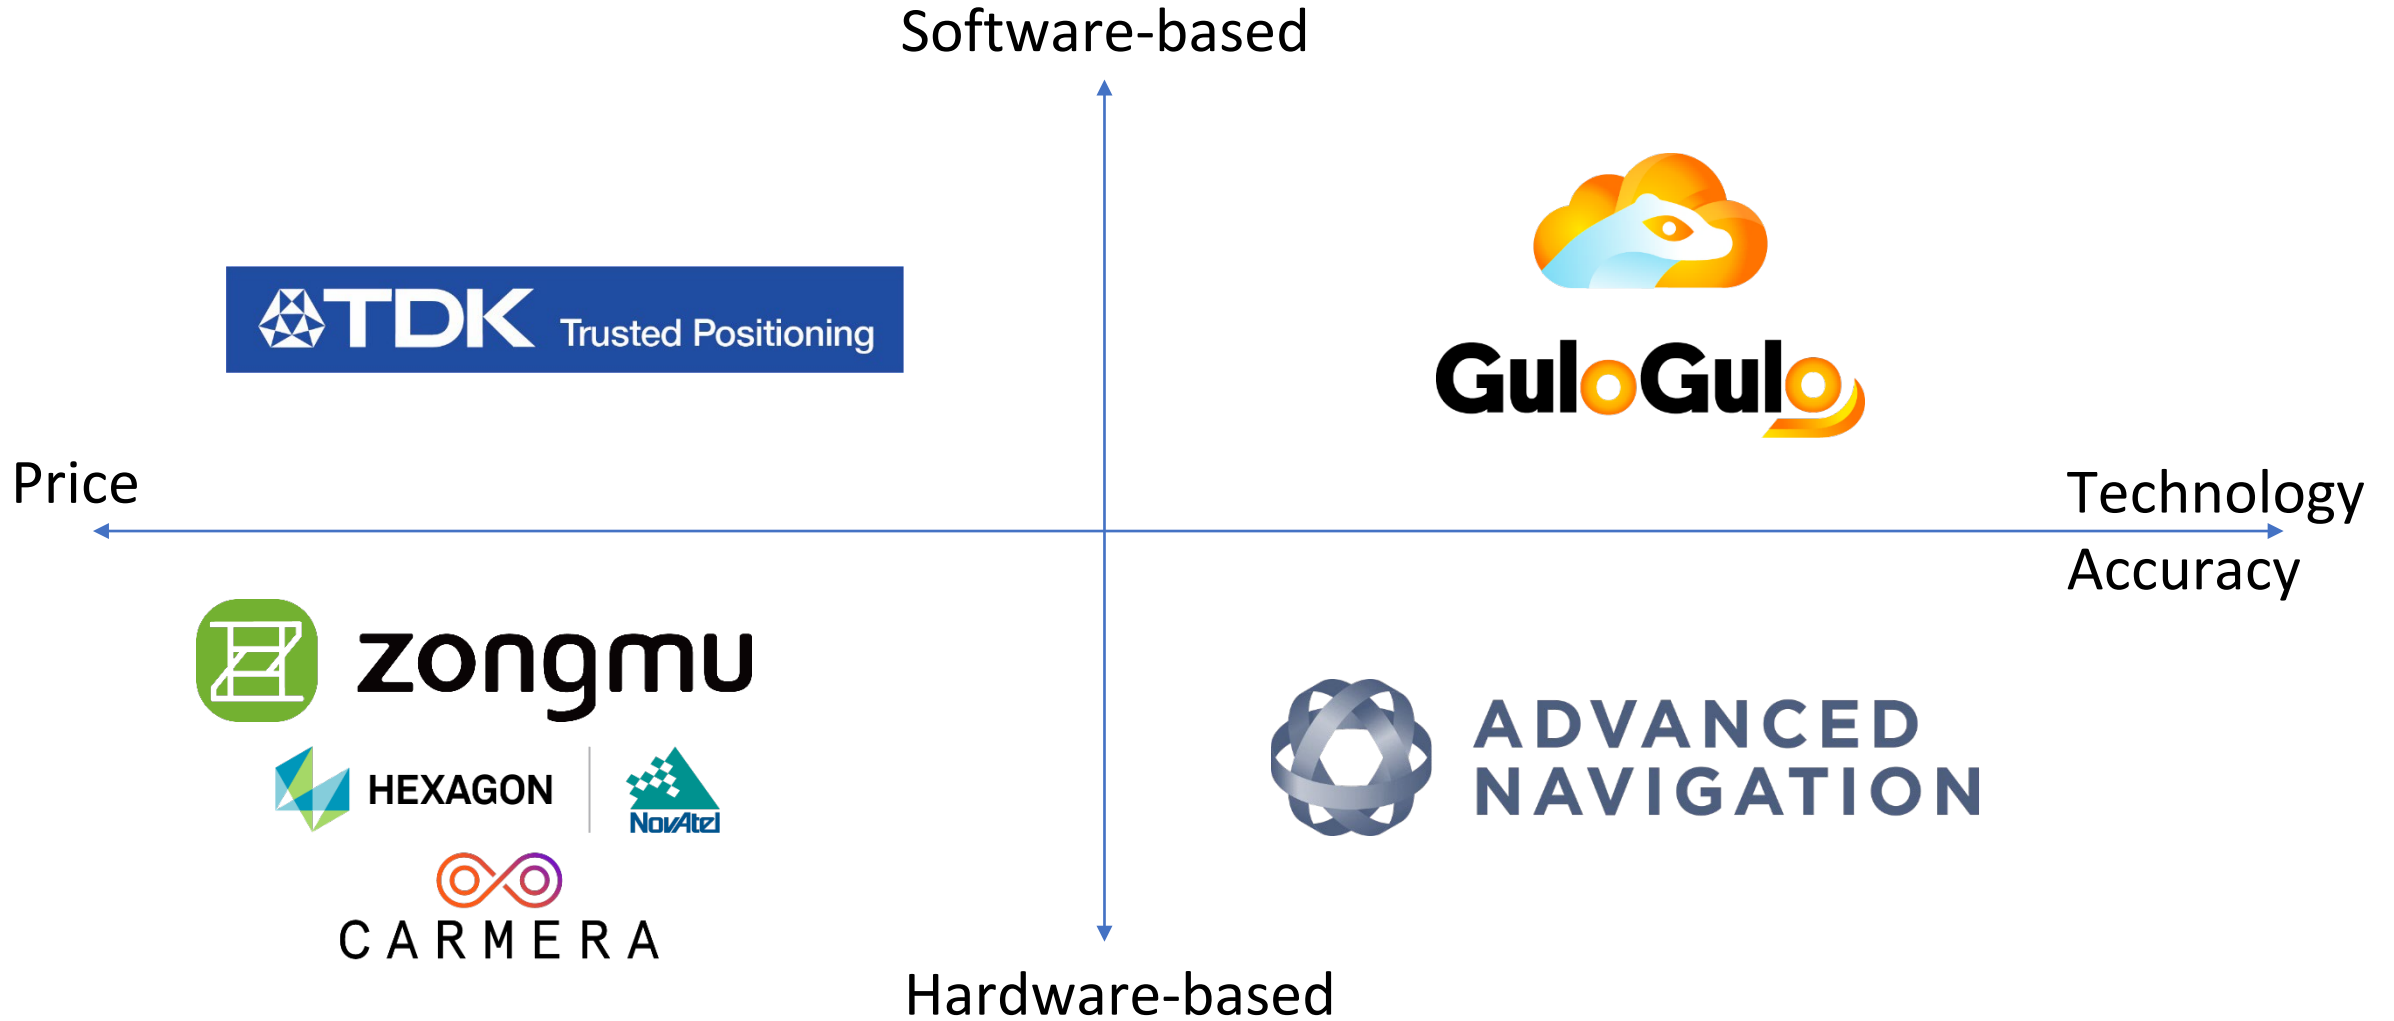 Software-based
TDK Trusted Positioning
GuloGulo
Price
Technology
Accuracy
zongmu
HEXAGON
NovAtel
CARMERA
ADVANCED
NAVIGATION
Hardware-based